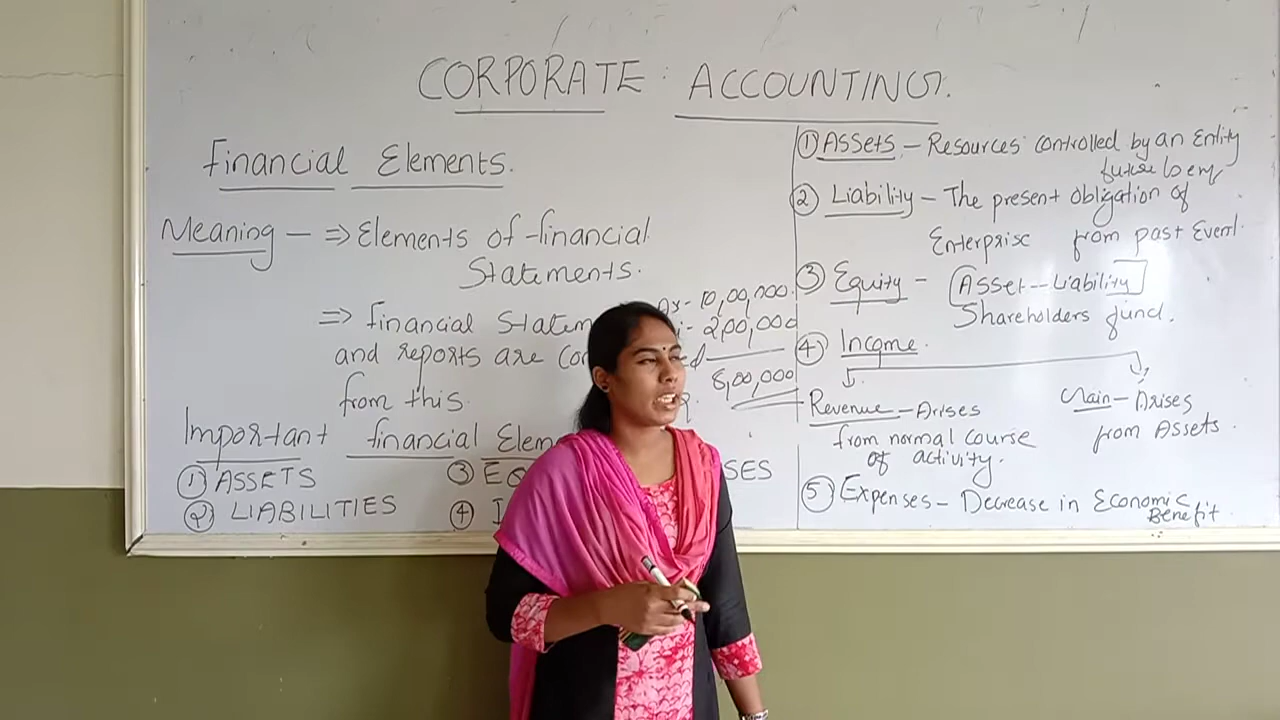 CORPORATE : ACCOUNTING.
Financial Elements.
Meaning - ⇒ Elements of financial
Statements.
⇒ financial Statem
and reports are
from this.
Important financial Elem
① ASSETS
② LIABILITIES
③
④
SES
- 10,00,000.
- 2,00,000
8,00,000
① Assets - Resources controlled by an Entity
② Liability - The present obligation of
Enterprise from past Event.
③ Equity - Asset - Liability
Shareholders fund.
④ Income.
Revenue - Arises
from normal course
of activity.
- Arises
from Assets.
⑤ Expenses - Decrease in Economic
Benefit.